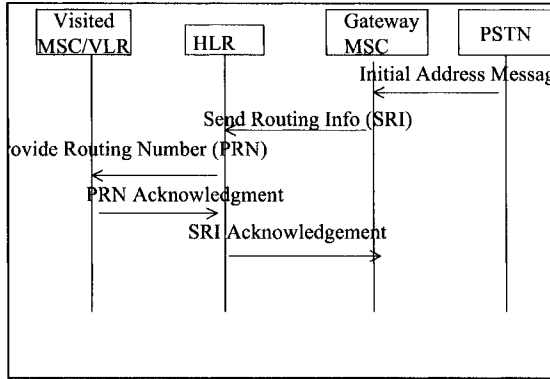 Visited
MSC/VLR
HLR
Gateway
MSC
PSTN
Initial Address Messag
Send Routing Info (SRI)
rovide Routing Number (PRN)
PRN Acknowledgment
SRI Acknowledgement